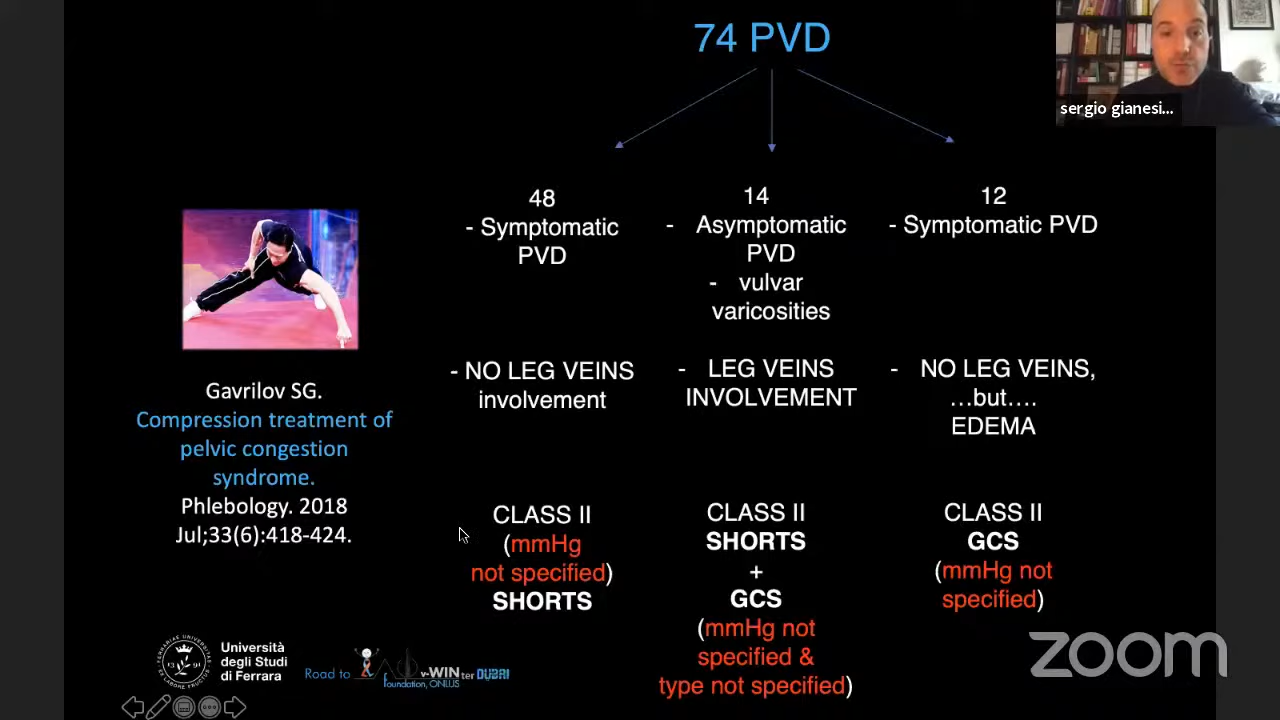 74 PVD
sergio gianesi...
48
- Symptomatic
PVD
- NO LEG VEINS
involvement
CLASS II
(mmHg
not specified)
SHORTS
14
- Asymptomatic
PVD
- vulvar
varicosities
- LEG VEINS
INVOLVEMENT
CLASS II
SHORTS
+
GCS
(mmHg not
specified &
type not specified)
12
- Symptomatic PVD
- NO LEG VEINS,
...but....
EDEMA
CLASS II
GCS
(mmHg not
specified)
Gavrilov SG.
Compression treatment of
pelvic congestion
syndrome.
Phlebology. 2018
Jul;33(6):418-424.
Università
degli Studi
di Ferrara
Road to
v-WINter DUBAI
foundation, ONLUS
zoom